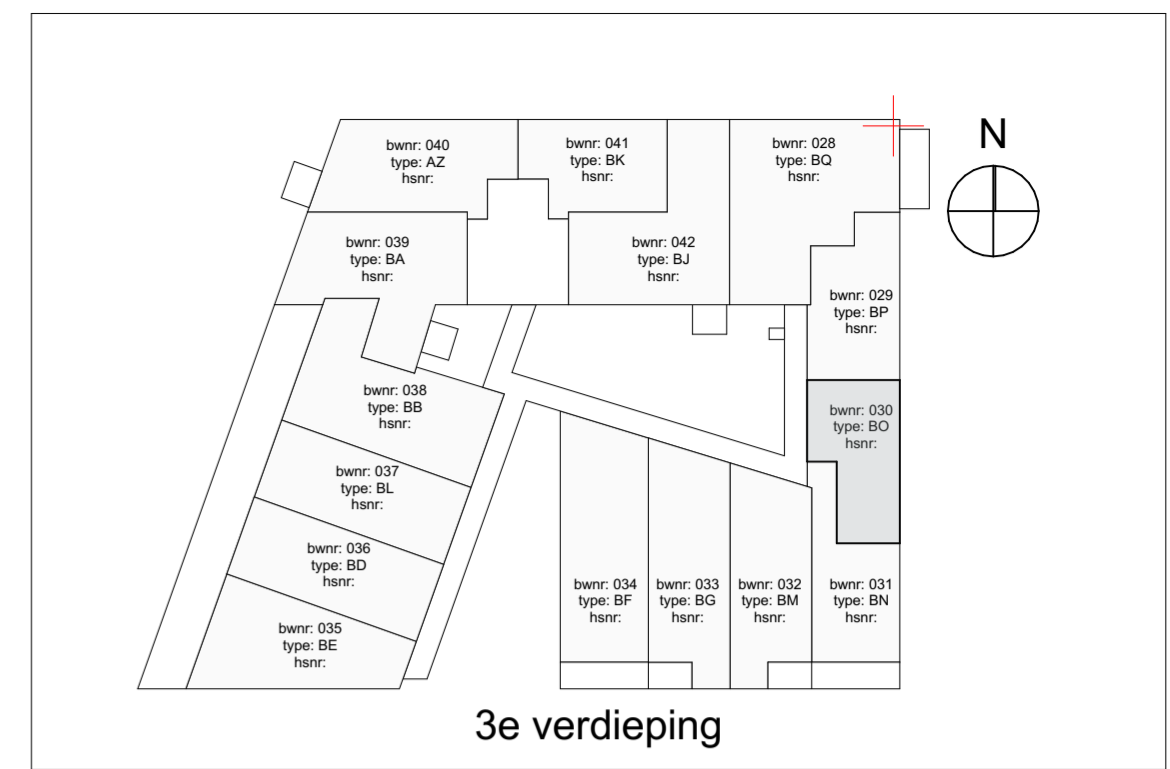 N
bwnr: 040
type: AZ
hsnr:
bwnr: 041
type: BK
hsnr:
bwnr: 028
type: BQ
hsnr:
bwnr: 039
type: BA
hsnr:
bwnr: 042
type: BJ
hsnr:
bwnr: 029
type: BP
hsnr:
bwnr: 038
type: BB
hsnr:
bwnr: 030
type: BO
hsnr:
bwnr: 037
type: BL
hsnr:
bwnr: 036
type: BD
hsnr:
bwnr: 034
type: BF
hsnr:
bwnr: 033
type: BG
hsnr:
bwnr: 032
type: BM
hsnr:
bwnr: 031
type: BN
hsnr:
bwnr: 035
type: BE
hsnr:
3e verdieping